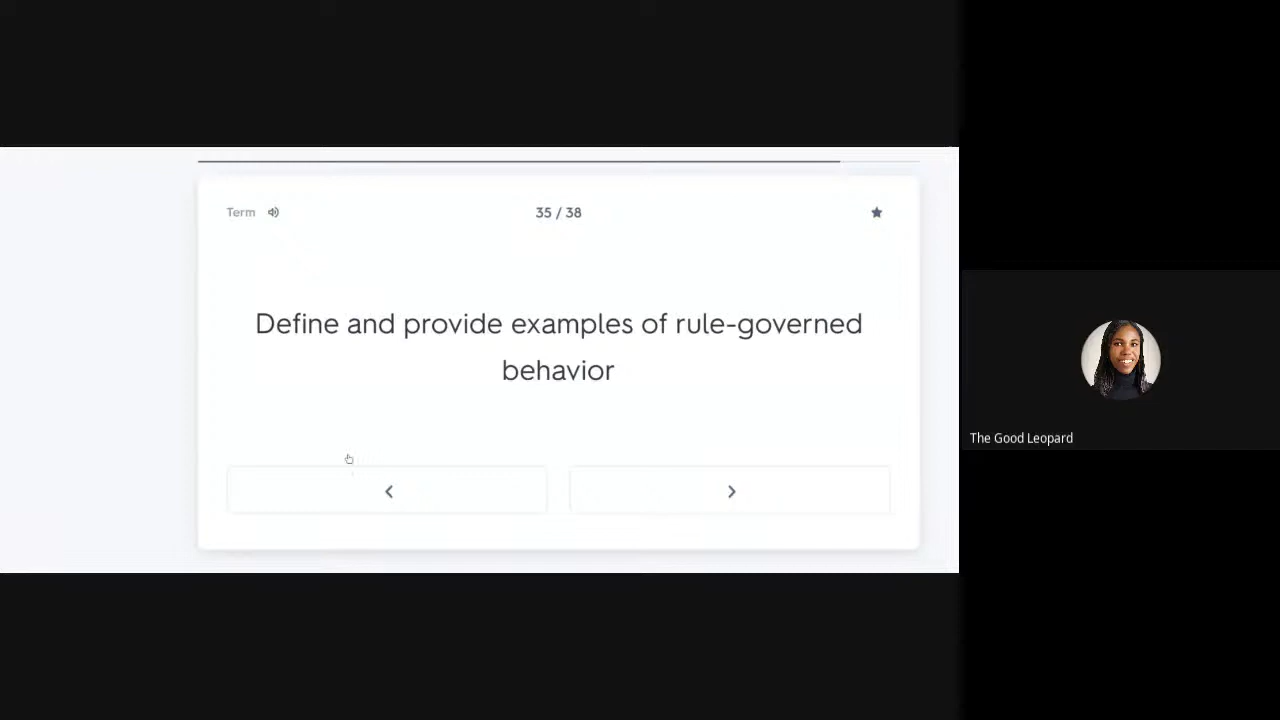 Term
35 / 38
Define and provide examples of rule-governed
behavior
The Good Leopard